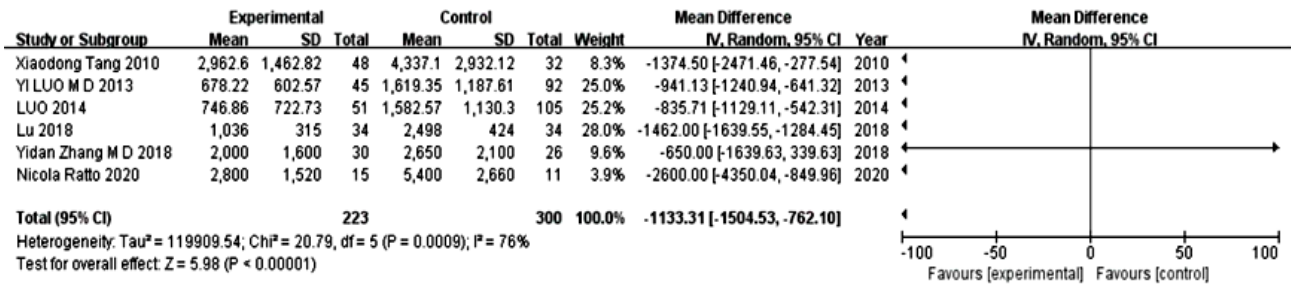 Experimental Control Mean Difference Mean Difference
Study or Subgroup Mean SD Total Mean SD Total Weight IV, Random, 95% CI Year IV, Random, 95% CI
Xiaodong Tang 2010 2,962.6 1,462.82 48 4,337.1 2,932.12 32 8.3% -1374.50 [-2471.46, -277.54] 2010
YI LUO M D 2013 678.22 602.57 45 1,619.35 1,187.61 92 25.0% -941.13 [-1240.94, -641.32] 2013
LUO 2014 746.86 722.73 51 1,582.57 1,130.3 105 25.2% -835.71 [-1129.11, -542.31] 2014
Lu 2018 1,036 315 34 2,498 424 34 28.0% -1462.00 [-1639.55, -1284.45] 2018
Yidan Zhang M D 2018 2,000 1,600 30 2,650 2,100 26 9.6% -650.00 [-1639.63, 339.63] 2018
Nicola Ratto 2020 2,800 1,520 15 5,400 2,660 11 3.9% -2600.00 [-4350.04, -849.96] 2020
Total (95% CI) 223 300 100.0% -1133.31 [-1504.53, -762.10]
Heterogeneity: Tau² = 119909.54; Chi² = 20.79, df = 5 (P = 0.0009); I² = 76%
Test for overall effect: Z = 5.98 (P < 0.00001)
-100 -50 0 50 100
Favours [experimental] Favours [control]